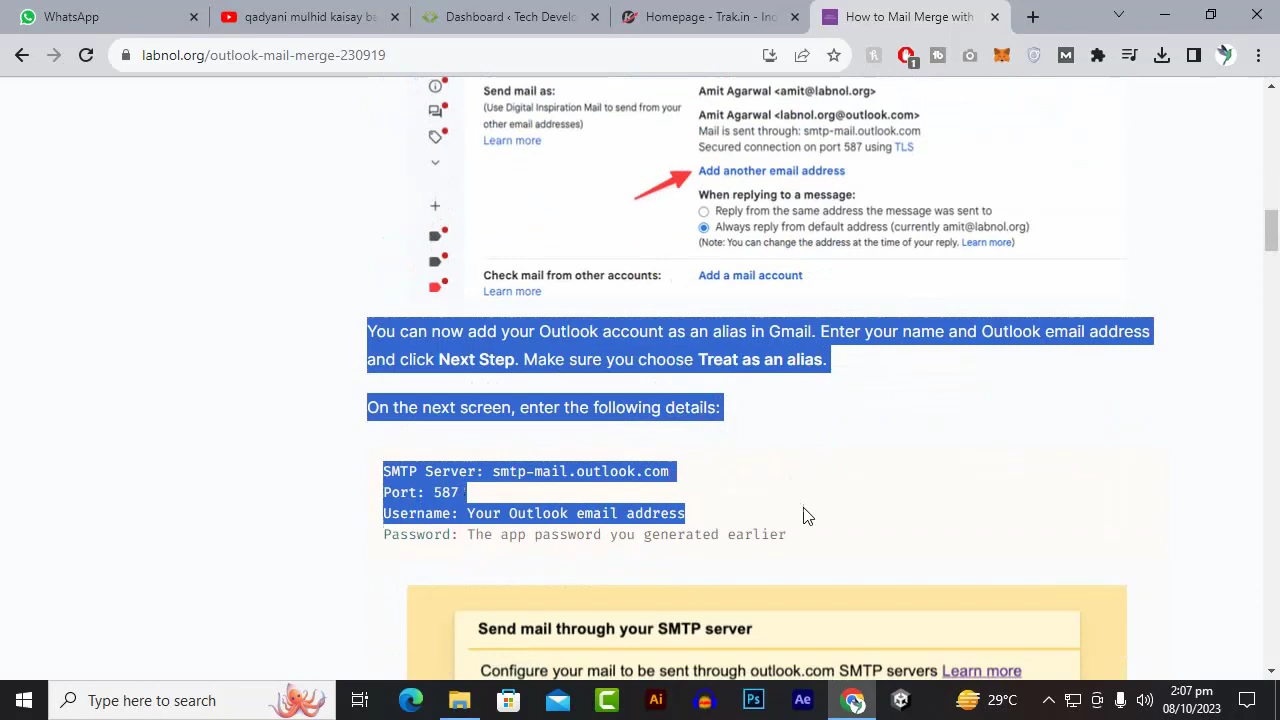 WhatsApp
qadyani mulhid kaisay be
Dashboard ‹ Tech Develo
Homepage - Trak.in - Inc
How to Mail Merge with
labnol.org/outlook-mail-merge-230919
1
Send mail as:
(Use Digital Inspiration Mail to send from your
other email addresses)
Learn more
Amit Agarwal <amit@labnol.org>
Amit Agarwal <labnol.org@outlook.com>
Mail is sent through: smtp-mail.outlook.com
Secured connection on port 587 using TLS
Add another email address
When replying to a message:
Reply from the same address the message was sent to
Always reply from default address (currently amit@labnol.org)
(Note: You can change the address at the time of your reply. Learn more)
Check mail from other accounts:
Add a mail account
Learn more
You can now add your Outlook account as an alias in Gmail. Enter your name and Outlook email address
and click Next Step. Make sure you choose Treat as an alias.
On the next screen, enter the following details:
SMTP Server: smtp-mail.outlook.com
Port: 587
Username: Your Outlook email address
Password: The app password you generated earlier
Send mail through your SMTP server
Configure your mail to be sent through outlook.com SMTP servers Learn more
Type here to search
Ai
Ps
Ae
29°C
2:07 pm
08/10/2023